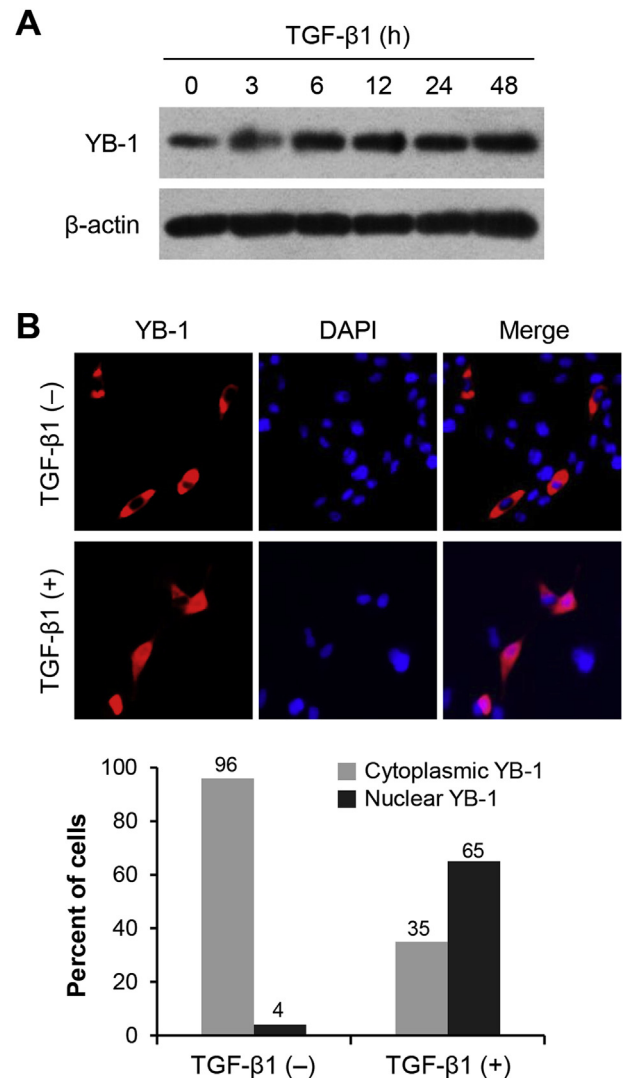 A
TGF-β1 (h)
0 3 6 12 24 48
YB-1
β-actin
B
YB-1 DAPI Merge
TGF-β1 (–)
TGF-β1 (+)
Percent of cells
100
80
60
40
20
0
96
4
35
65
Cytoplasmic YB-1
Nuclear YB-1
TGF-β1 (–) TGF-β1 (+)